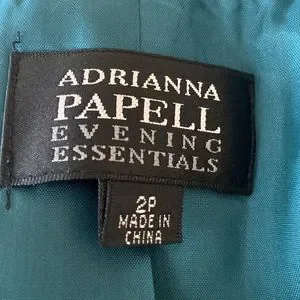 ADRIANNA
PAPELL
EVENING
ESSENTIALS
2P
MADE IN
CHINA